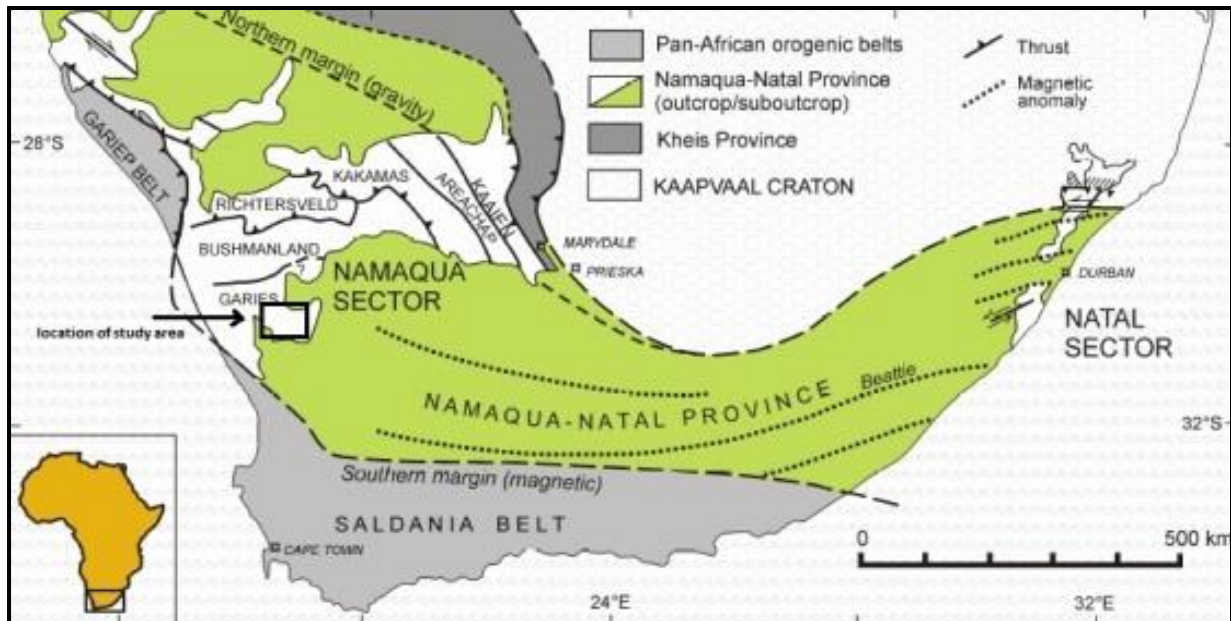 Northern margin (gravity)
Pan-African orogenic belts
Namaqua-Natal Province
(outcrop/suboutcrop)
Kheis Province
KAAPVAAL CRATON
Thrust
Magnetic
anomaly
28°S
GARIEP BELT
RICHTERSVELD
KAKAMAS
AREACHAP
KAAIEN
BUSHMANLAND
?
MARYDALE
PRIESKA
NAMAQUA
SECTOR
GARIES
location of study area
DURBAN
NATAL
SECTOR
NAMAQUA-NATAL PROVINCE
Beattie
32°S
Southern margin (magnetic)
SALDANIA BELT
CAPE TOWN
0 500 km
24°E
32°E